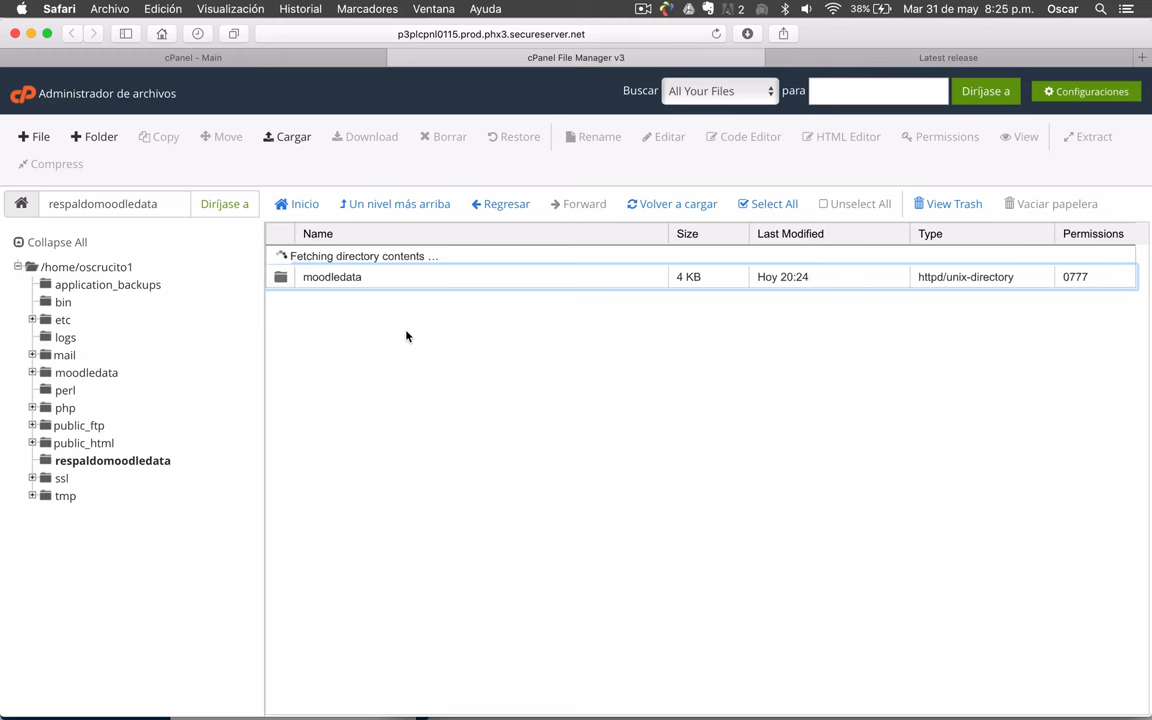 Safari Archivo Edición Visualización Historial Marcadores Ventana Ayuda 2 38% Mar 31 de may 8:25 p.m. Oscar
p3plcpnl0115.prod.phx3.secureserver.net
cPanel - Main cPanel File Manager v3 Latest release
cP Administrador de archivos Buscar All Your Files para Diríjase a Configuraciones
File Folder Copy Move Cargar Download Borrar Restore Rename Editar Code Editor HTML Editor Permissions View Extract
Compress
respaldomoodledata Diríjase a Inicio Un nivel más arriba Regresar Forward Volver a cargar Select All Unselect All View Trash Vaciar papelera
Name Size Last Modified Type Permissions
Collapse All
Fetching directory contents ...
/home/oscrucito1
moodledata 4 KB Hoy 20:24 httpd/unix-directory 0777
application_backups
bin
etc
logs
mail
moodledata
perl
php
public_ftp
public_html
respaldomoodledata
ssl
tmp